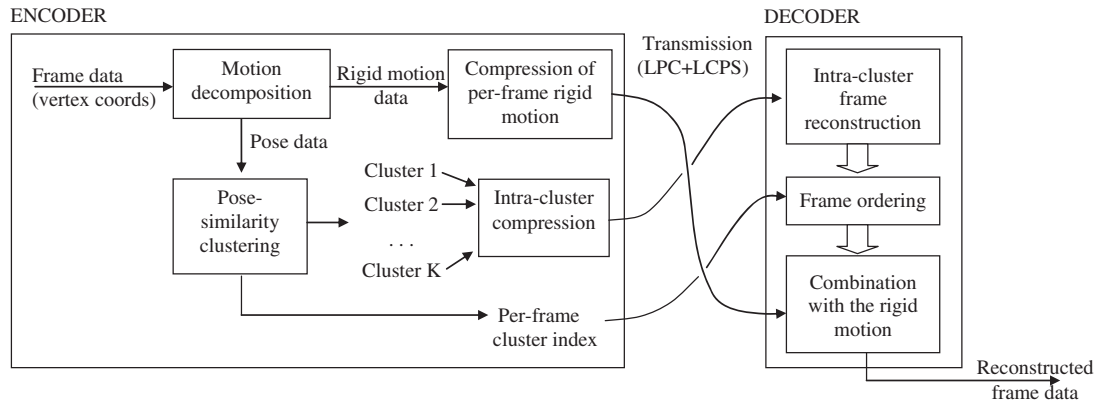 ENCODER
Frame data
(vertex coords)
Motion
decomposition
Rigid motion
data
Compression of
per-frame rigid
motion
Pose data
Pose-
similarity
clustering
Cluster 1
Cluster 2
. . .
Cluster K
Intra-cluster
compression
Per-frame
cluster index
Transmission
(LPC+LCPS)
DECODER
Intra-cluster
frame
reconstruction
Frame ordering
Combination
with the rigid
motion
Reconstructed
frame data